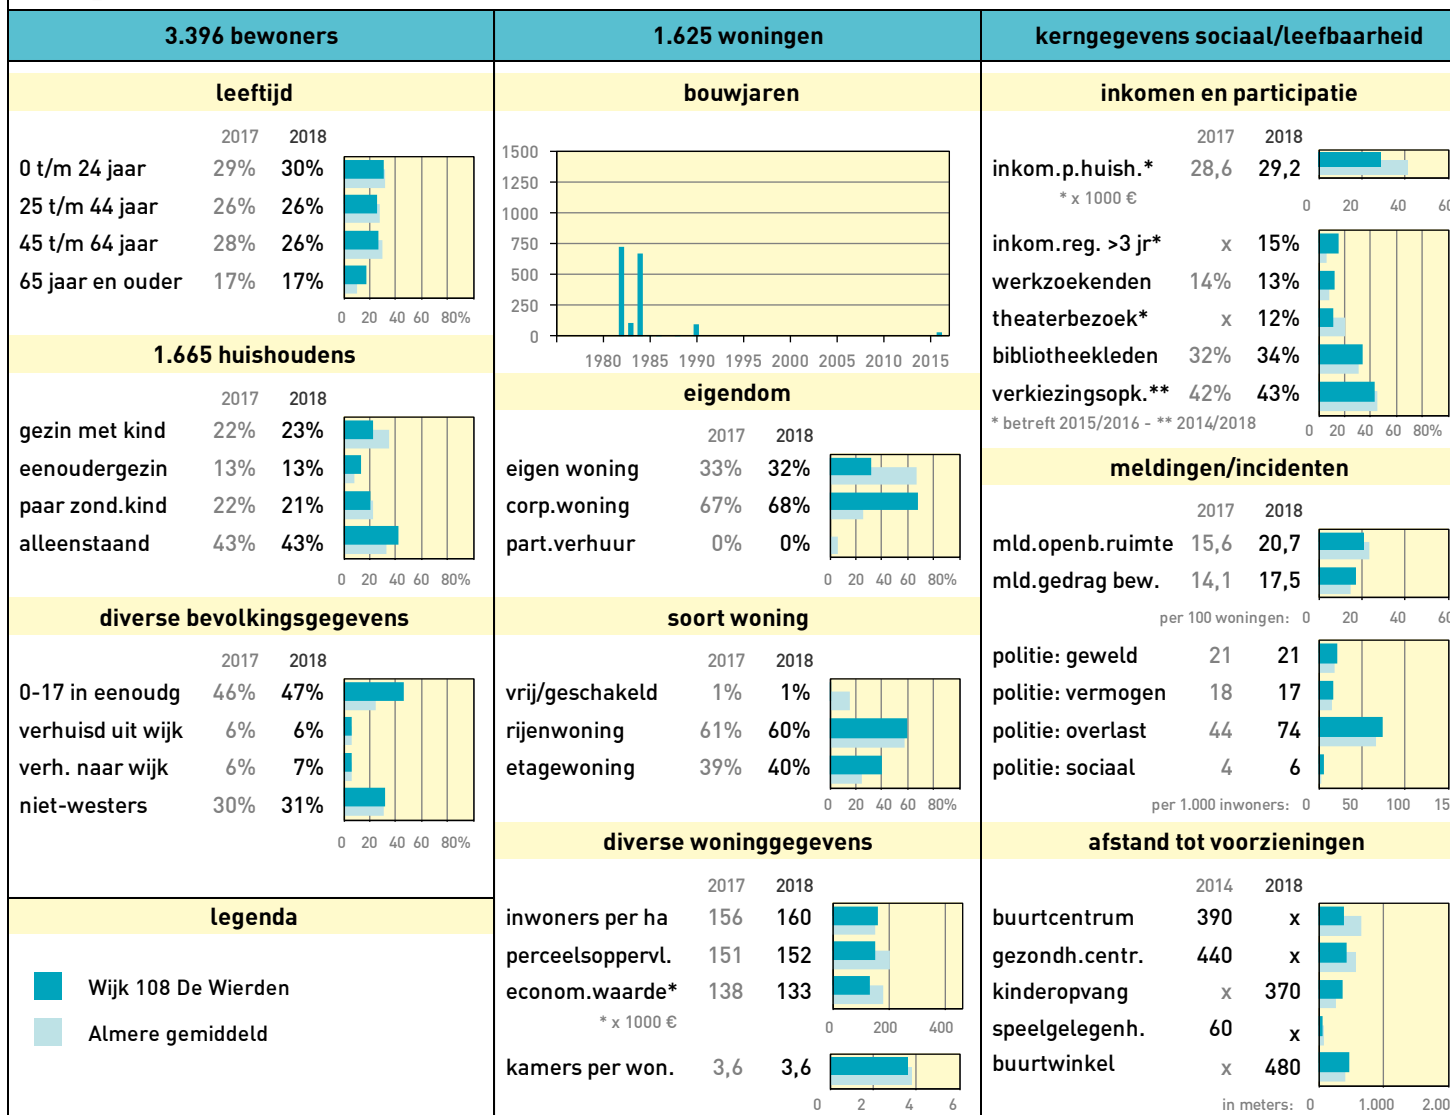 3.396 bewoners
leeftijd
2017 2018
0 t/m 24 jaar 29% 30%
25 t/m 44 jaar 26% 26%
45 t/m 64 jaar 28% 26%
65 jaar en ouder 17% 17%
0 20 40 60 80%
1.665 huishoudens
2017 2018
gezin met kind 22% 23%
eenoudergezin 13% 13%
paar zond.kind 22% 21%
alleenstaand 43% 43%
0 20 40 60 80%
diverse bevolkingsgegevens
2017 2018
0-17 in eenoudg 46% 47%
verhuisd uit wijk 6% 6%
verh. naar wijk 6% 7%
niet-westers 30% 31%
0 20 40 60 80%
legenda
Wijk 108 De Wierden
Almere gemiddeld
1.625 woningen
bouwjaren
1500
1250
1000
750
500
250
0
1980 1985 1990 1995 2000 2005 2010 2015
eigendom
2017 2018
eigen woning 33% 32%
corp.woning 67% 68%
part.verhuur 0% 0%
0 20 40 60 80%
soort woning
2017 2018
vrij/geschakeld 1% 1%
rijenwoning 61% 60%
etagewoning 39% 40%
0 20 40 60 80%
diverse woninggegevens
2017 2018
inwoners per ha 156 160
perceelsoppervl. 151 152
econom.waarde* 138 133
* x 1000 €
0 200 400
kamers per won. 3,6 3,6
0 2 4 6
kerngegevens sociaal/leefbaarheid
inkomen en participatie
2017 2018
inkom.p.huish.* 28,6 29,2
* x 1000 €
0 20 40 60
inkom.reg. >3 jr* x 15%
werkzoekenden 14% 13%
theaterbezoek* x 12%
bibliotheekleden 32% 34%
verkiezingsopk.** 42% 43%
* betreft 2015/2016 - ** 2014/2018
0 20 40 60 80%
meldingen/incidenten
2017 2018
mld.openb.ruimte 15,6 20,7
mld.gedrag bew. 14,1 17,5
per 100 woningen: 0 20 40 60
politie: geweld 21 21
politie: vermogen 18 17
politie: overlast 44 74
politie: sociaal 4 6
per 1.000 inwoners: 0 50 100 15
afstand tot voorzieningen
2014 2018
buurtcentrum 390 x
gezondh.centr. 440 x
kinderopvang x 370
speelgelegenh. 60 x
buurtwinkel x 480
in meters: 0 1.000 2.00